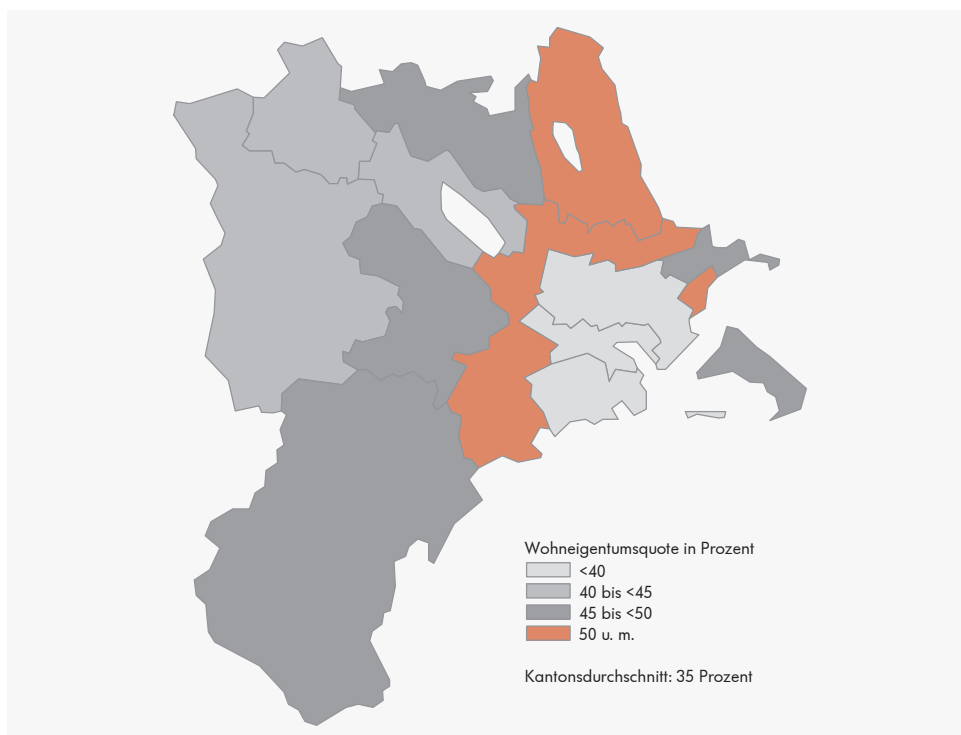 Wohneigentumsquote in Prozent
<40
40 bis <45
45 bis <50
50 u. m.
Kantonsdurchschnitt: 35 Prozent